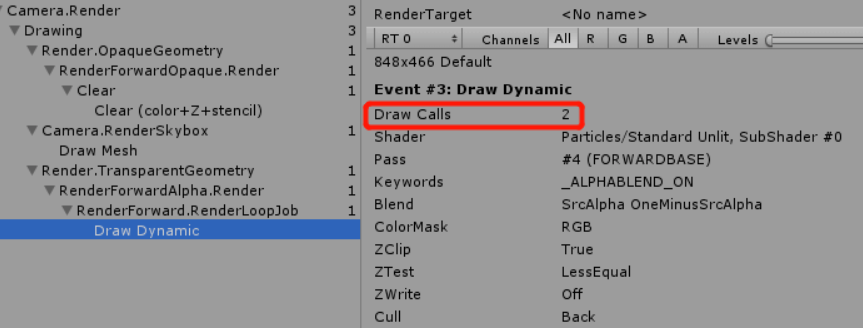 Camera.Render 3
Drawing 3
Render.OpaqueGeometry 1
RenderForwardOpaque.Render 1
Clear 1
Clear (color+Z+stencil)
Camera.RenderSkybox 1
Draw Mesh
Render.TransparentGeometry 1
RenderForwardAlpha.Render 1
RenderForward.RenderLoopJob 1
Draw Dynamic
RenderTarget <No name>
RT 0 Channels All R G B A Levels
848x466 Default
Event #3: Draw Dynamic
Draw Calls 2
Shader Particles/Standard Unlit, SubShader #0
Pass #4 (FORWARDBASE)
Keywords _ALPHABLEND_ON
Blend SrcAlpha OneMinusSrcAlpha
ColorMask RGB
ZClip True
ZTest LessEqual
ZWrite Off
Cull Back